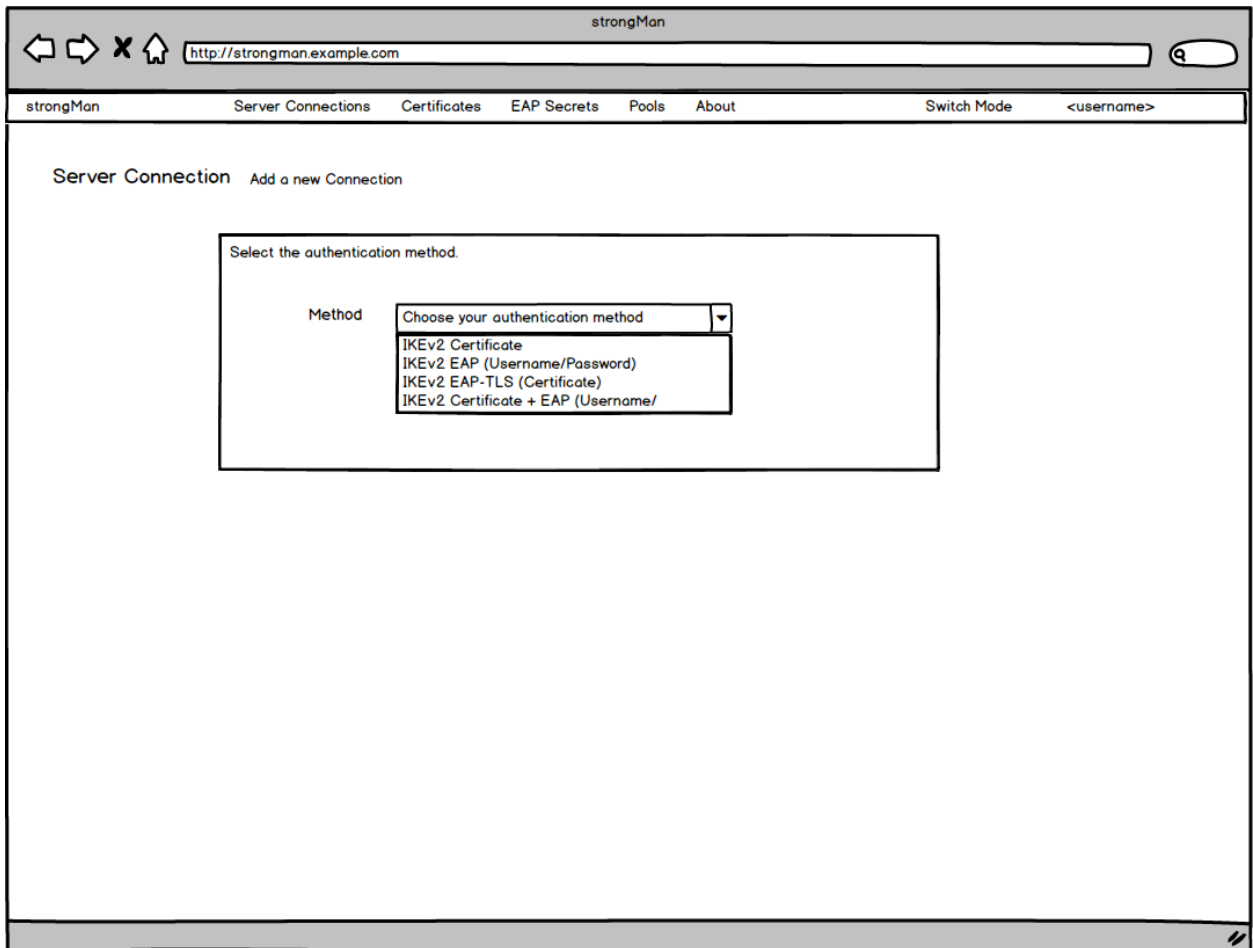 strongMan
http://strongman.example.com
strongMan Server Connections Certificates EAP Secrets Pools About Switch Mode <username>
Server Connection Add a new Connection
Select the authentication method.
Method Choose your authentication method
IKEv2 Certificate
IKEv2 EAP (Username/Password)
IKEv2 EAP-TLS (Certificate)
IKEv2 Certificate + EAP (Username/